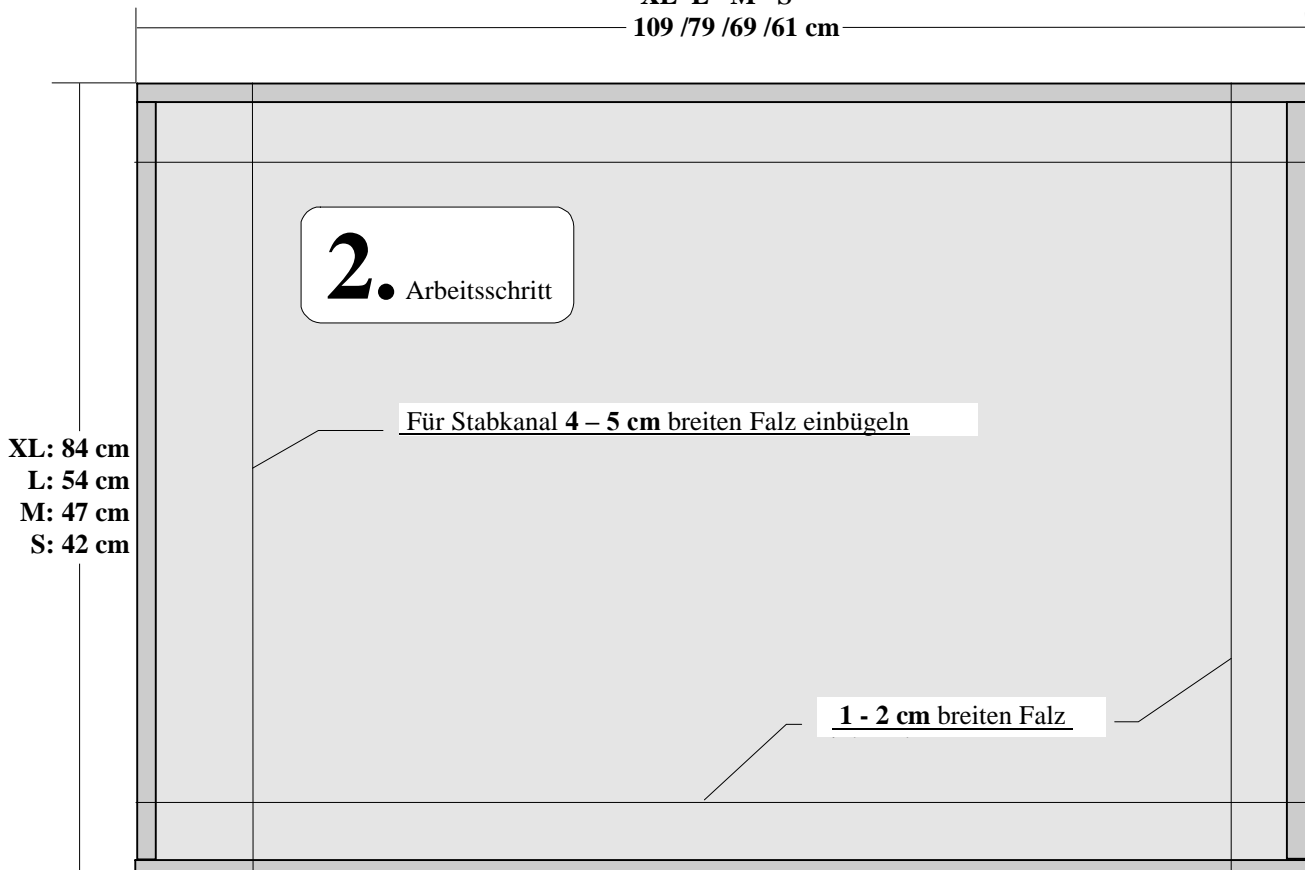 XL L M S
109 /79 /69 /61 cm
2. Arbeitsschritt
Für Stabkanal 4 – 5 cm breiten Falz einbügeln
XL: 84 cm
L: 54 cm
M: 47 cm
S: 42 cm
1 - 2 cm breiten Falz